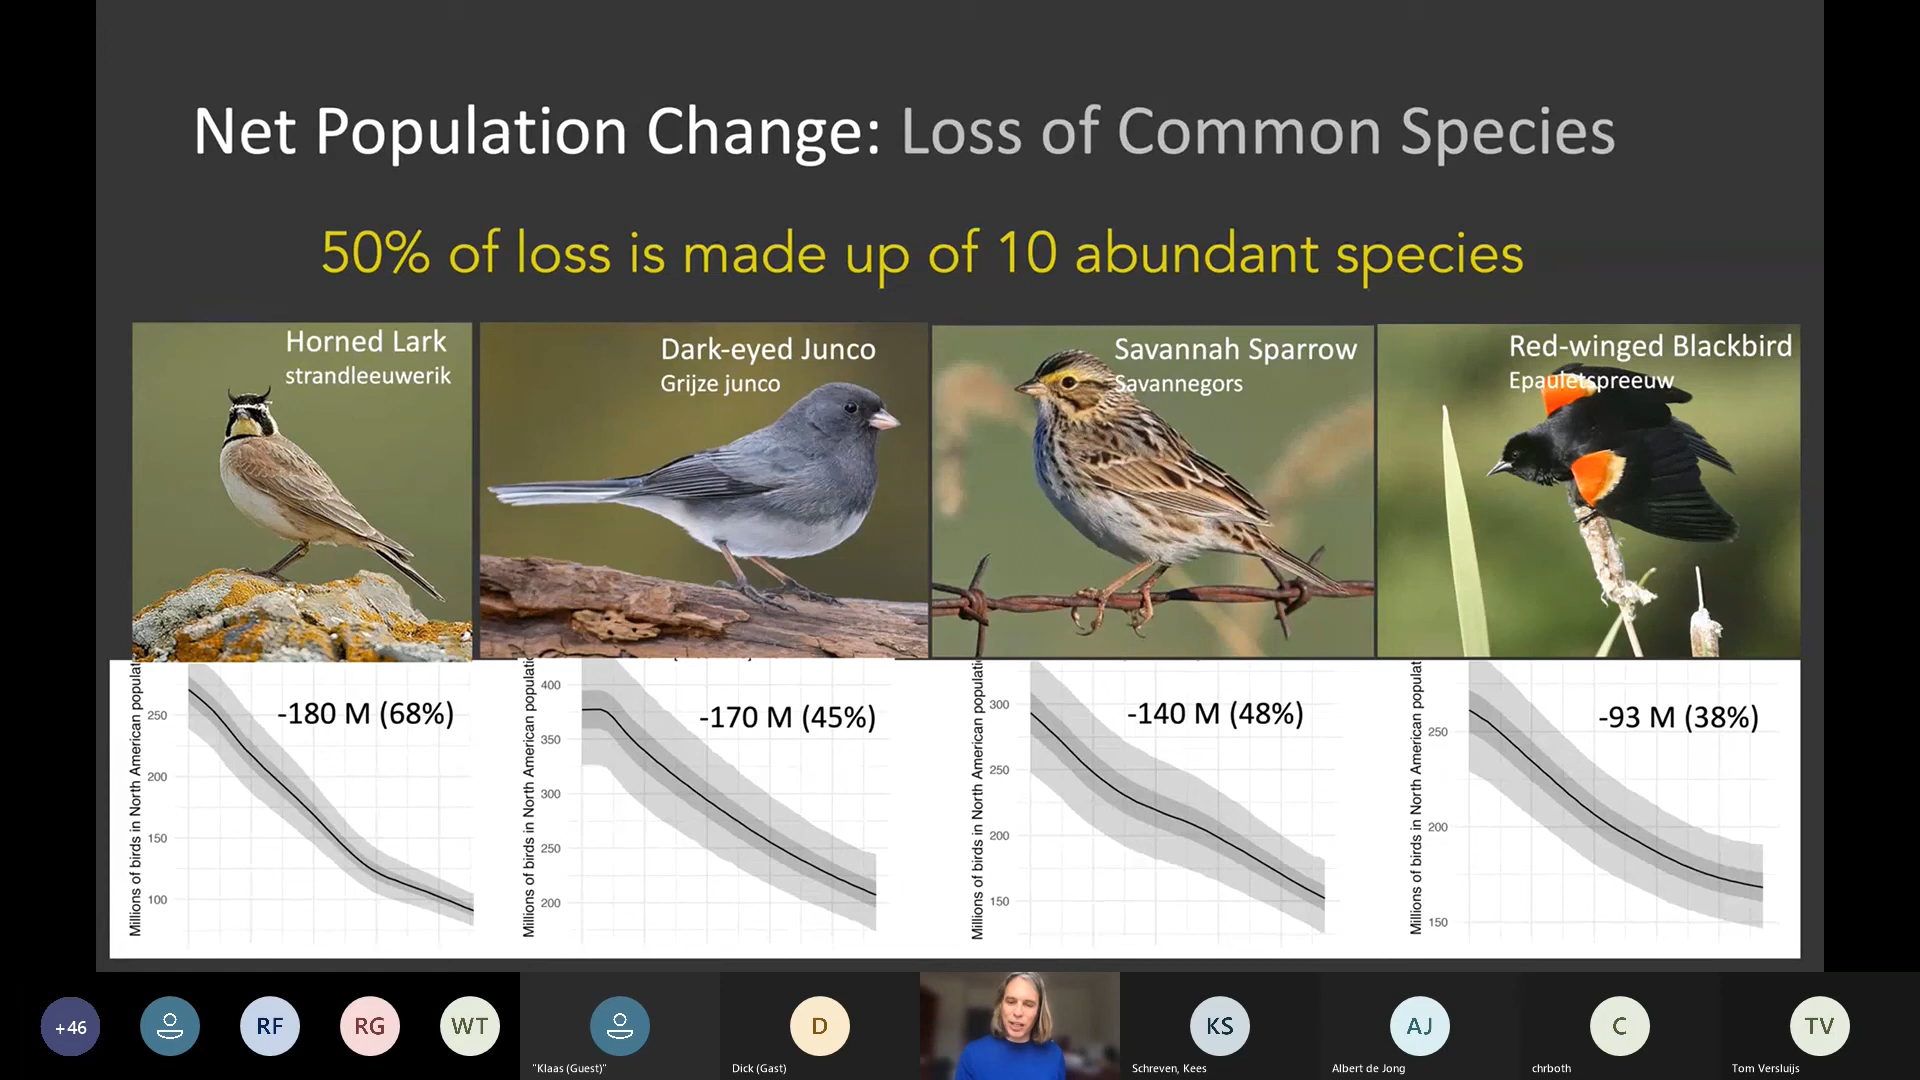 Net Population Change: Loss of Common Species
50% of loss is made up of 10 abundant species
Horned Lark
strandleeuwerik
Dark-eyed Junco
Grijze junco
Savannah Sparrow
Savannegors
Red-winged Blackbird
Epauletspreeuw
Millions of birds in North American populat
250
200
150
100
-180 M (68%)
Millions of birds in North American populati
400
350
300
250
200
-170 M (45%)
Millions of birds in North American populati
300
250
200
150
-140 M (48%)
Millions of birds in North American populat
250
200
150
-93 M (38%)
+46
RF
RG
WT
"Klaas (Guest)"
D
Dick (Gast)
KS
Schreven, Kees
AJ
Albert de Jong
C
chrboth
TV
Tom Versluijs